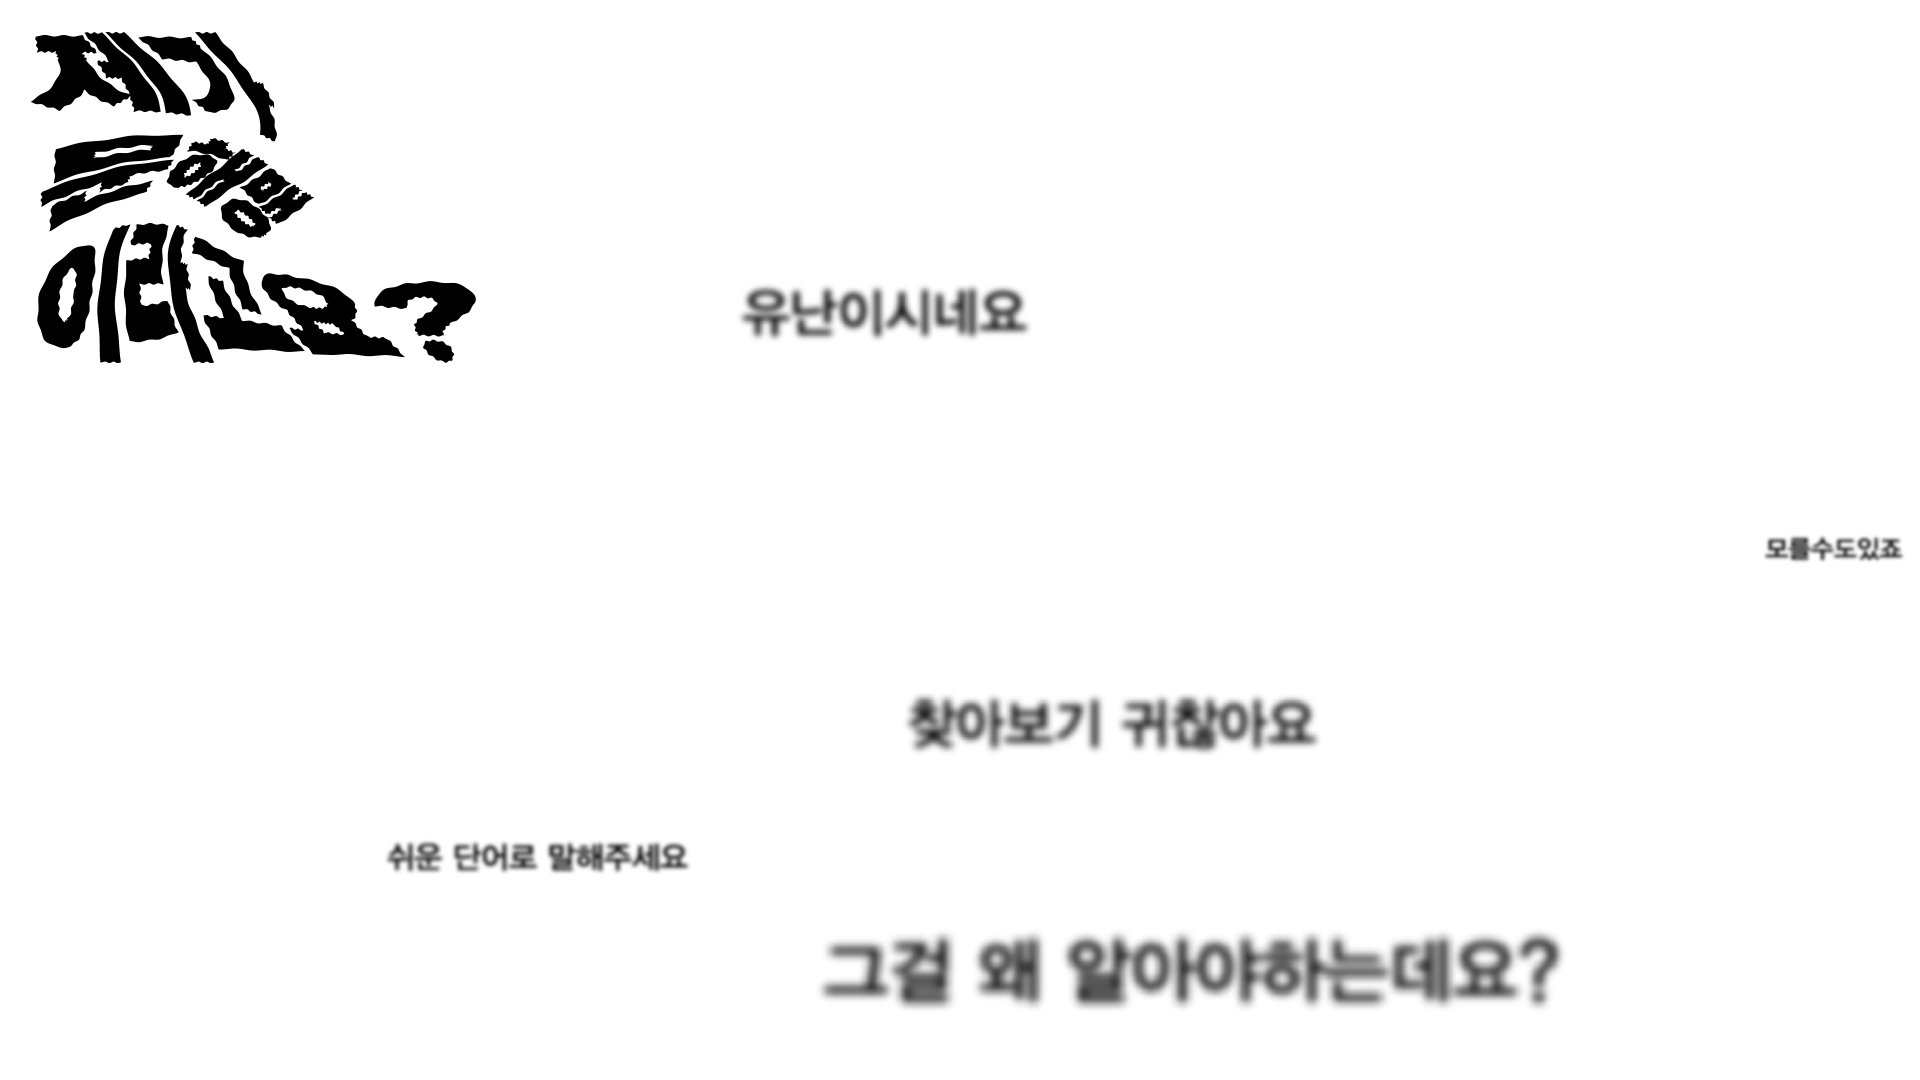 제가
문해맹
이라고요?
유난이시네요
모를수도있죠
찾아보기 귀찮아요
쉬운 단어로 말해주세요
그걸 왜 알아야하는데요?